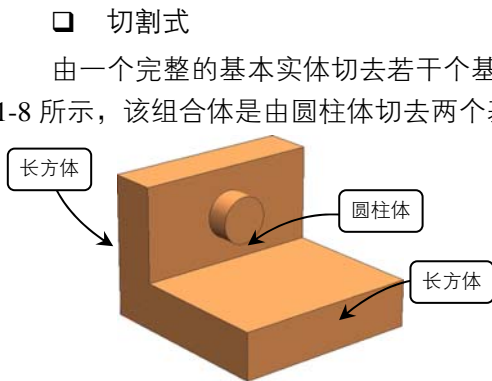 ❑ 切割式
由一个完整的基本实体切去若干个基
1-8 所示，该组合体是由圆柱体切去两个
长方体
圆柱体
长方体